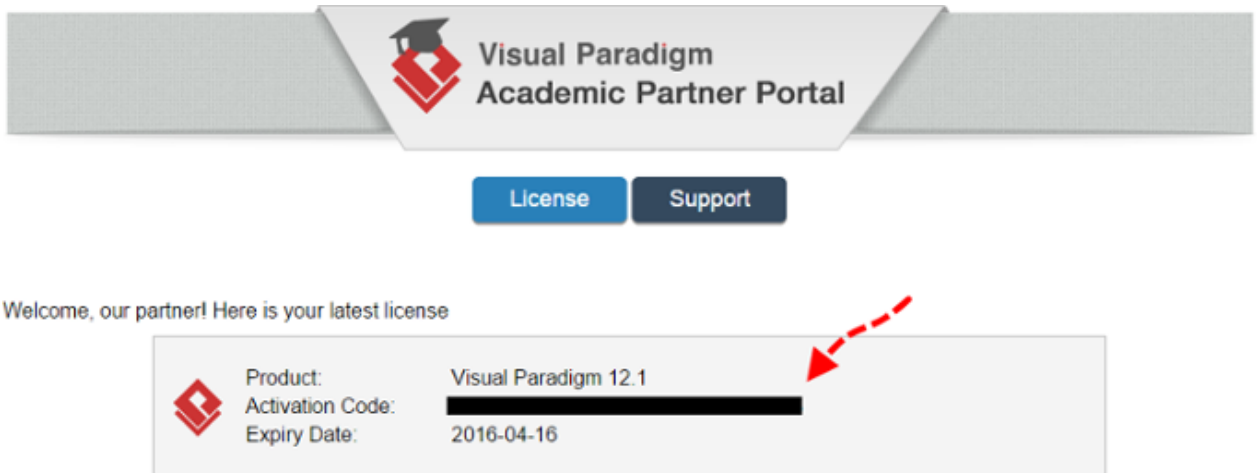 Visual Paradigm
Academic Partner Portal
License Support
Welcome, our partner! Here is your latest license
Product: Visual Paradigm 12.1
Activation Code:
Expiry Date: 2016-04-16